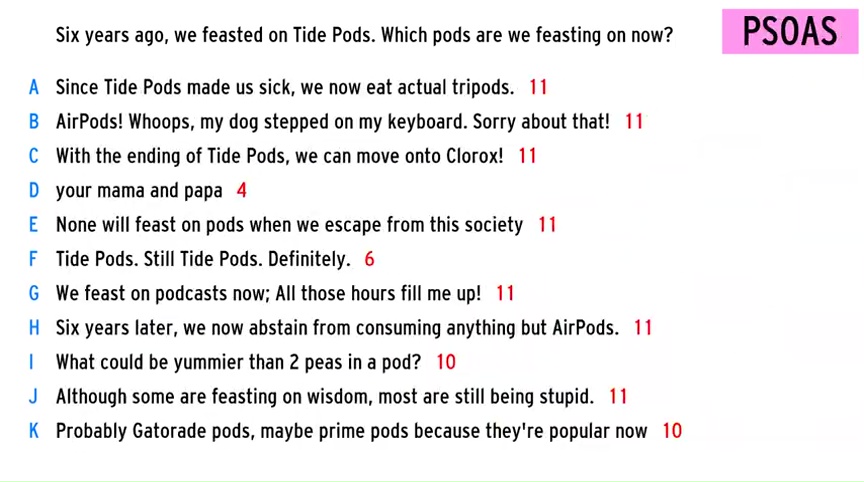 Six years ago, we feasted on Tide Pods. Which pods are we feasting on now?
PSOAS
A Since Tide Pods made us sick, we now eat actual tripods. 11
B AirPods! Whoops, my dog stepped on my keyboard. Sorry about that! 11
C With the ending of Tide Pods, we can move onto Clorox! 11
D your mama and papa 4
E None will feast on pods when we escape from this society 11
F Tide Pods. Still Tide Pods. Definitely. 6
G We feast on podcasts now; All those hours fill me up! 11
H Six years later, we now abstain from consuming anything but AirPods. 11
I What could be yummier than 2 peas in a pod? 10
J Although some are feasting on wisdom, most are still being stupid. 11
K Probably Gatorade pods, maybe prime pods because they're popular now 10